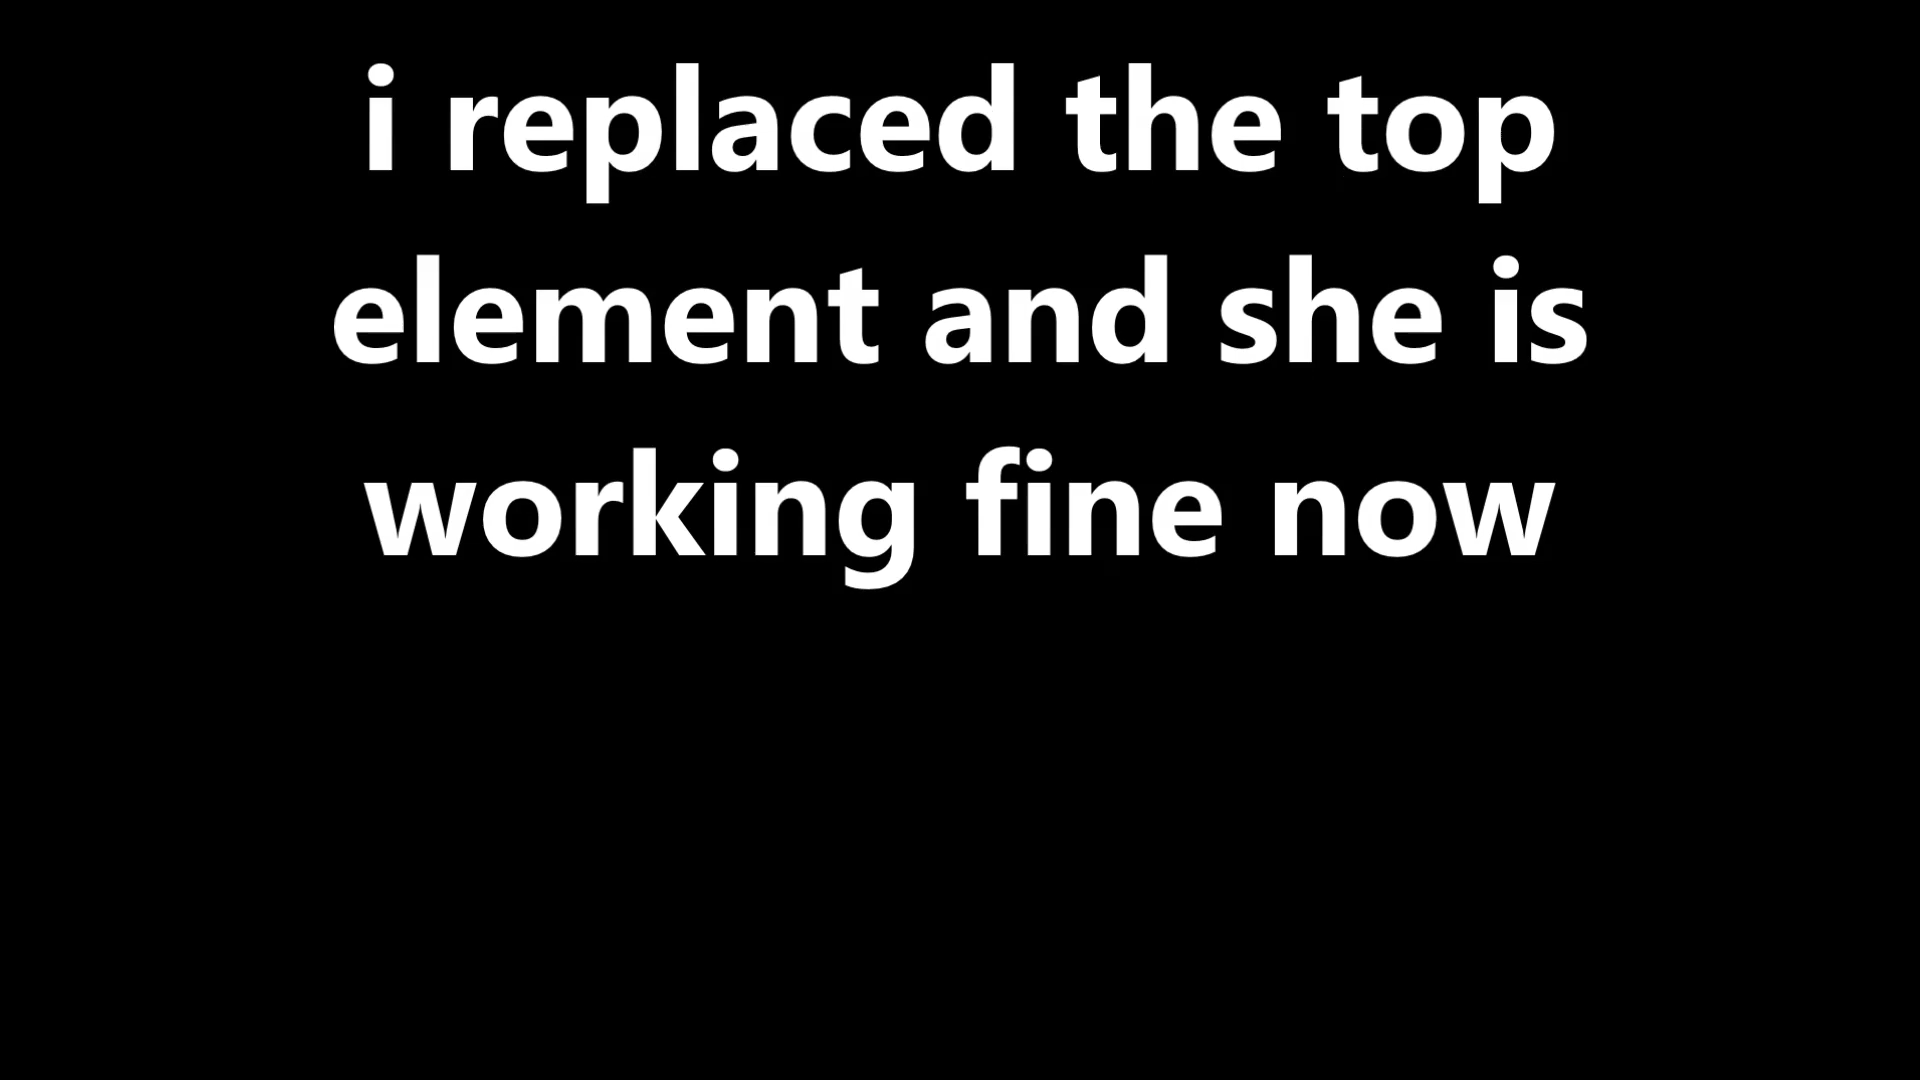 i replaced the top
element and she is
working fine now